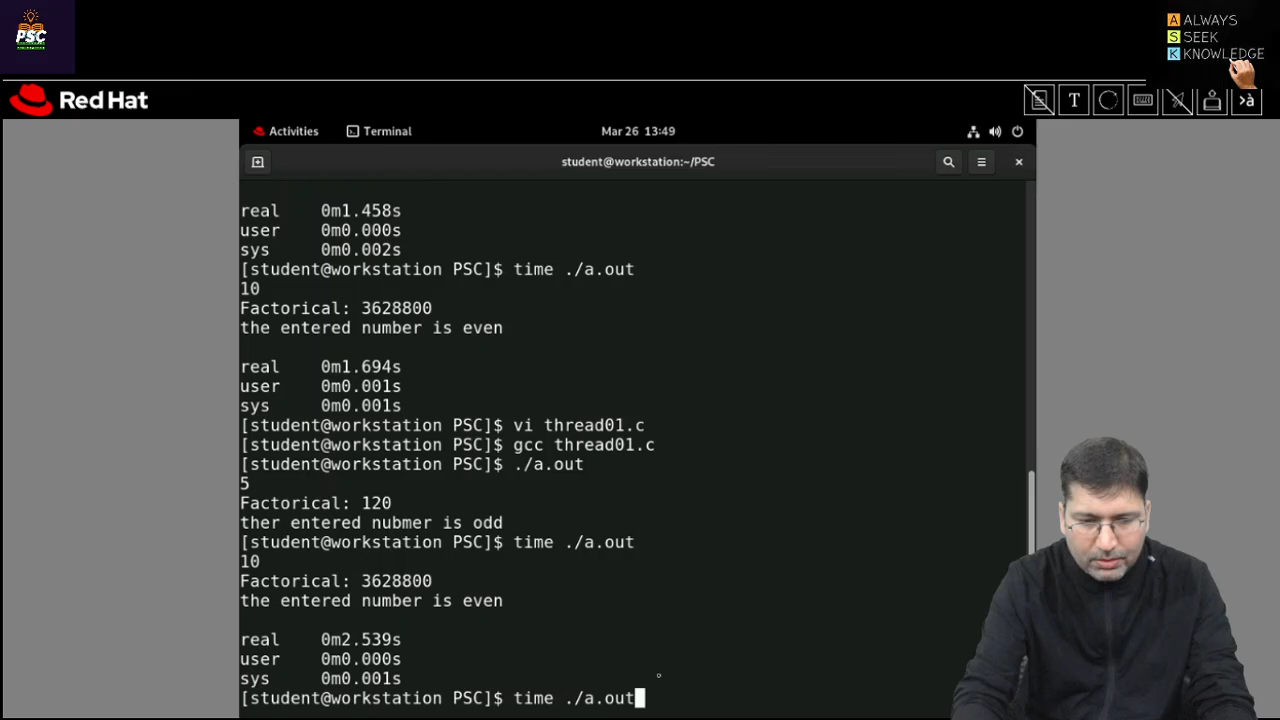 PSC
A ALWAYS
S SEEK
K KNOWLEDGE
Red Hat
T
>à
Activities
Terminal
Mar 26 13:49
student@workstation:~/PSC
real 0m1.458s
user 0m0.000s
sys 0m0.002s
[student@workstation PSC]$ time ./a.out
10
Factorical: 3628800
the entered number is even
real 0m1.694s
user 0m0.001s
sys 0m0.001s
[student@workstation PSC]$ vi thread01.c
[student@workstation PSC]$ gcc thread01.c
[student@workstation PSC]$ ./a.out
5
Factorical: 120
ther entered nubmer is odd
[student@workstation PSC]$ time ./a.out
10
Factorical: 3628800
the entered number is even
real 0m2.539s
user 0m0.000s
sys 0m0.001s
[student@workstation PSC]$ time ./a.out